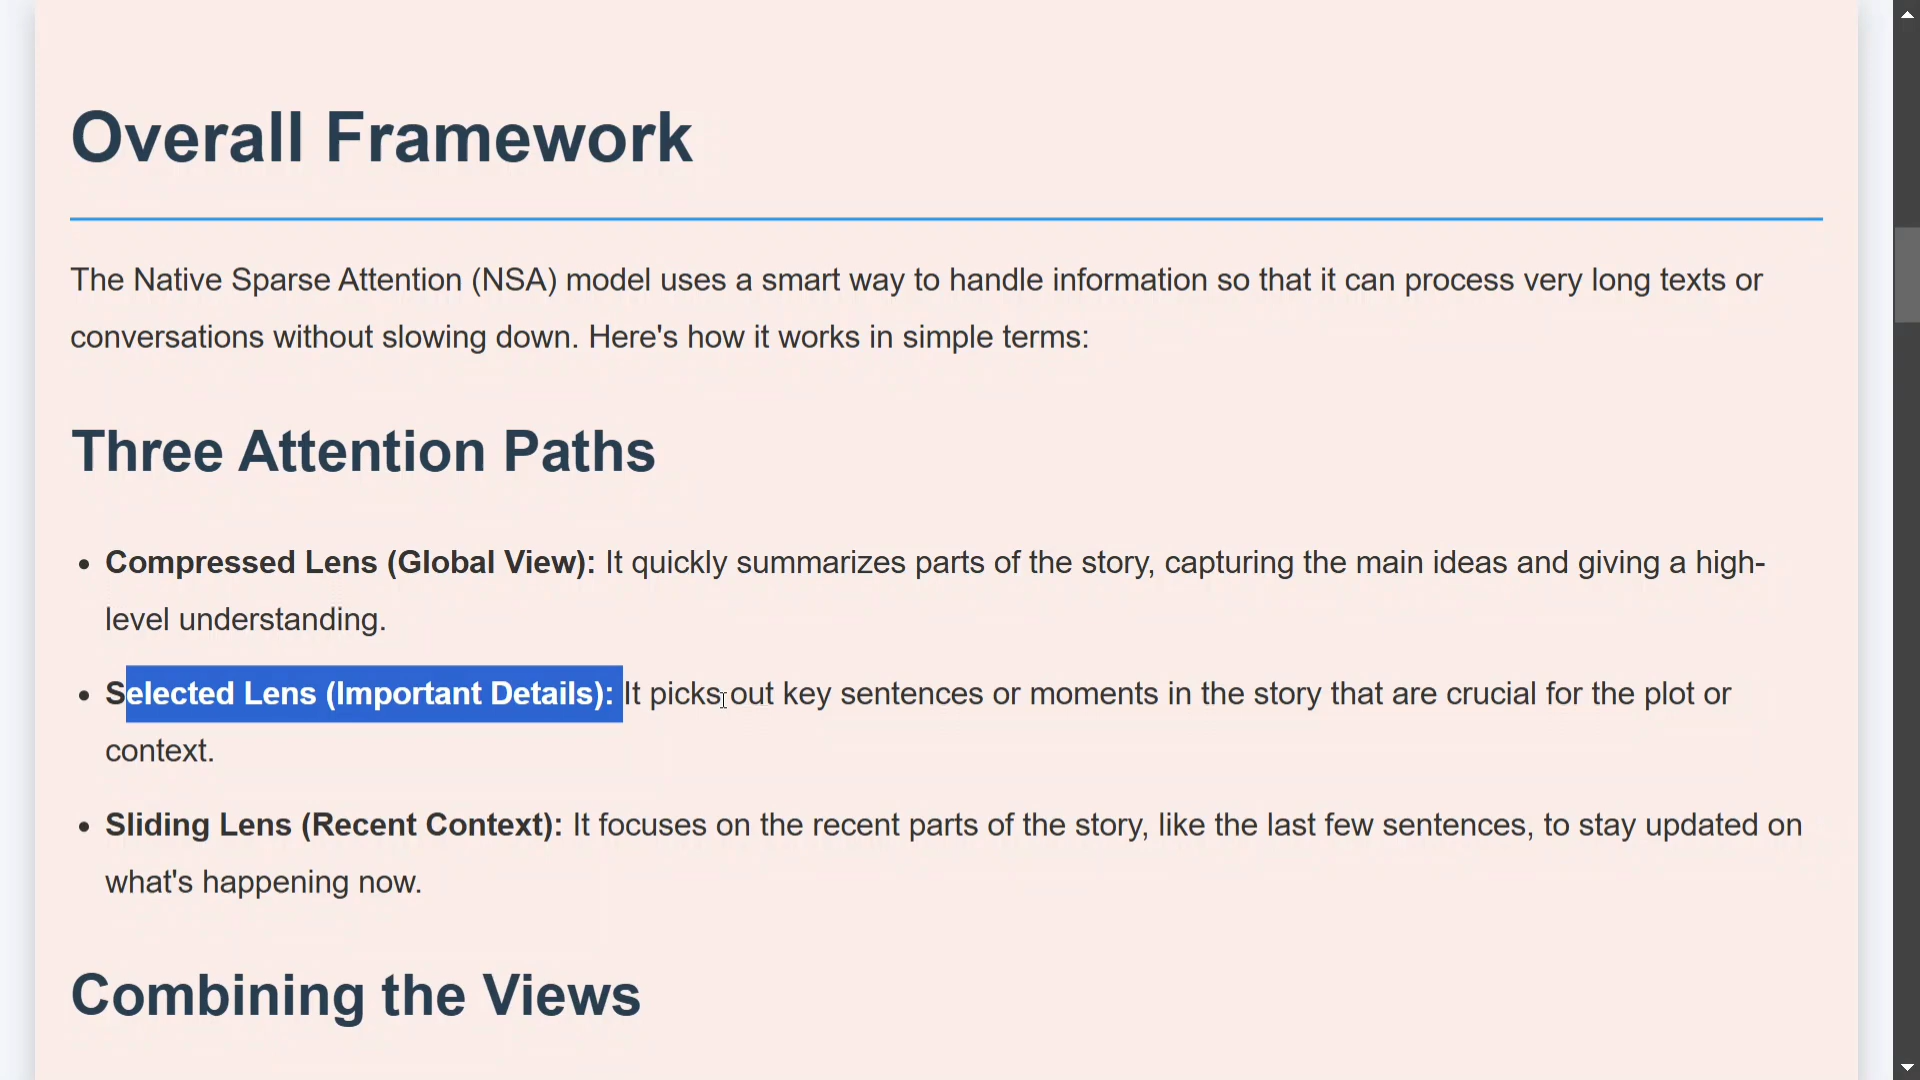 Overall Framework
The Native Sparse Attention (NSA) model uses a smart way to handle information so that it can process very long texts or
conversations without slowing down. Here's how it works in simple terms:
Three Attention Paths
• Compressed Lens (Global View): It quickly summarizes parts of the story, capturing the main ideas and giving a high-
level understanding.
• Selected Lens (Important Details): It picks out key sentences or moments in the story that are crucial for the plot or
context.
• Sliding Lens (Recent Context): It focuses on the recent parts of the story, like the last few sentences, to stay updated on
what's happening now.
Combining the Views